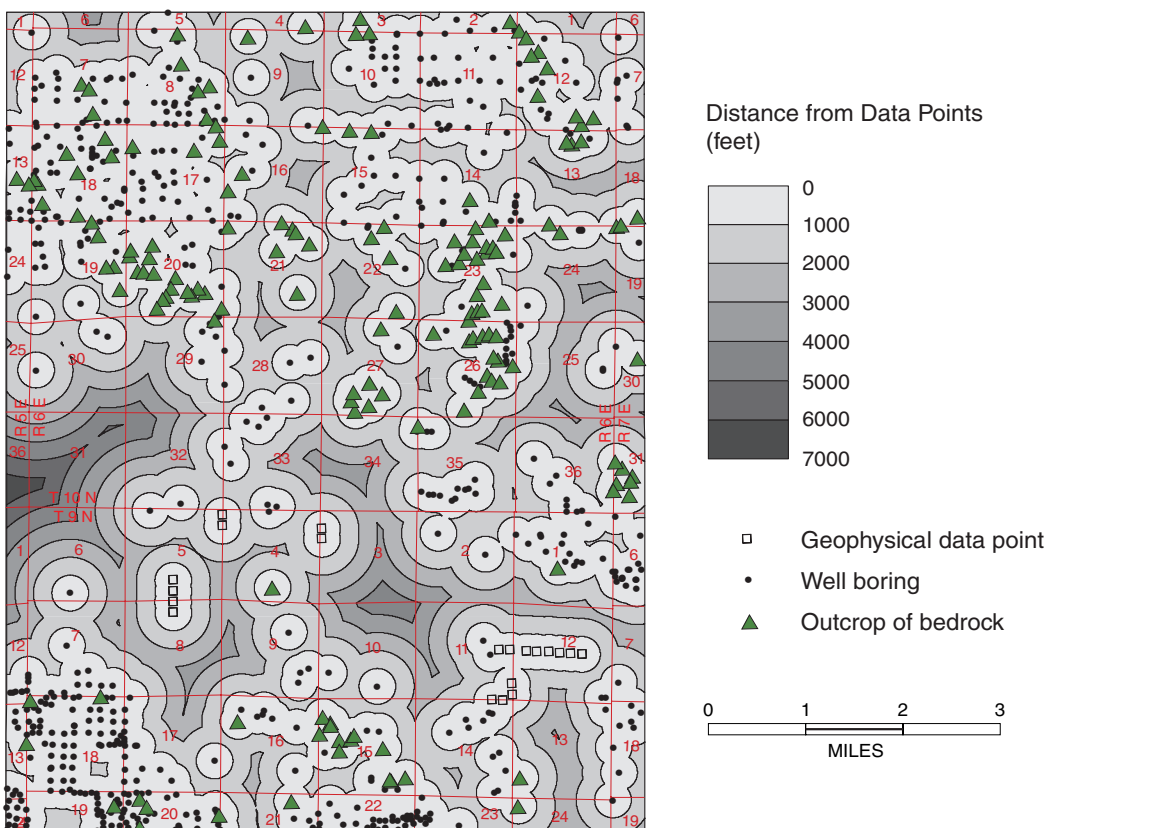 1 6 5 4 3 2 1 6
12 7 8 9 10 11 12 7
13 18 17 16 15 14 13 18
24 19 20 21 22 23 24 19
25 30 29 28 27 26 25 30
R 5 E
R 6 E
R 6 E
R 7 E
36 31 32 33 34 35 36 31
T 10 N
T 9 N
1 6 5 4 3 2 1 6
12 7 8 9 10 11 12 7
13 18 17 16 15 14 13 18
19 20 21 22 23 24 19
Distance from Data Points
(feet)
0
1000
2000
3000
4000
5000
6000
7000
Geophysical data point
Well boring
Outcrop of bedrock
0 1 2 3
MILES